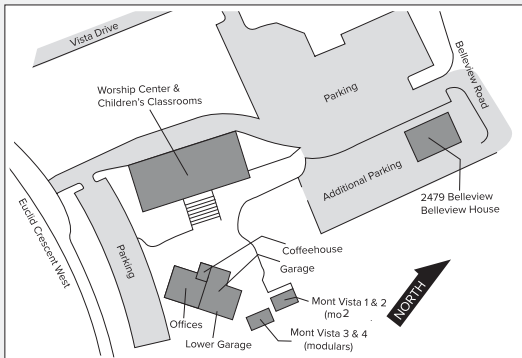 Vista Drive
Belleview Road
Worship Center &
Children's Classrooms
Parking
Additional Parking
2479 Belleview
Belleview House
Euclid Crescent West
Parking
Coffeehouse
Garage
NORTH
Mont Vista 1 & 2
(mo2
Offices
Mont Vista 3 & 4
(modulars)
Lower Garage